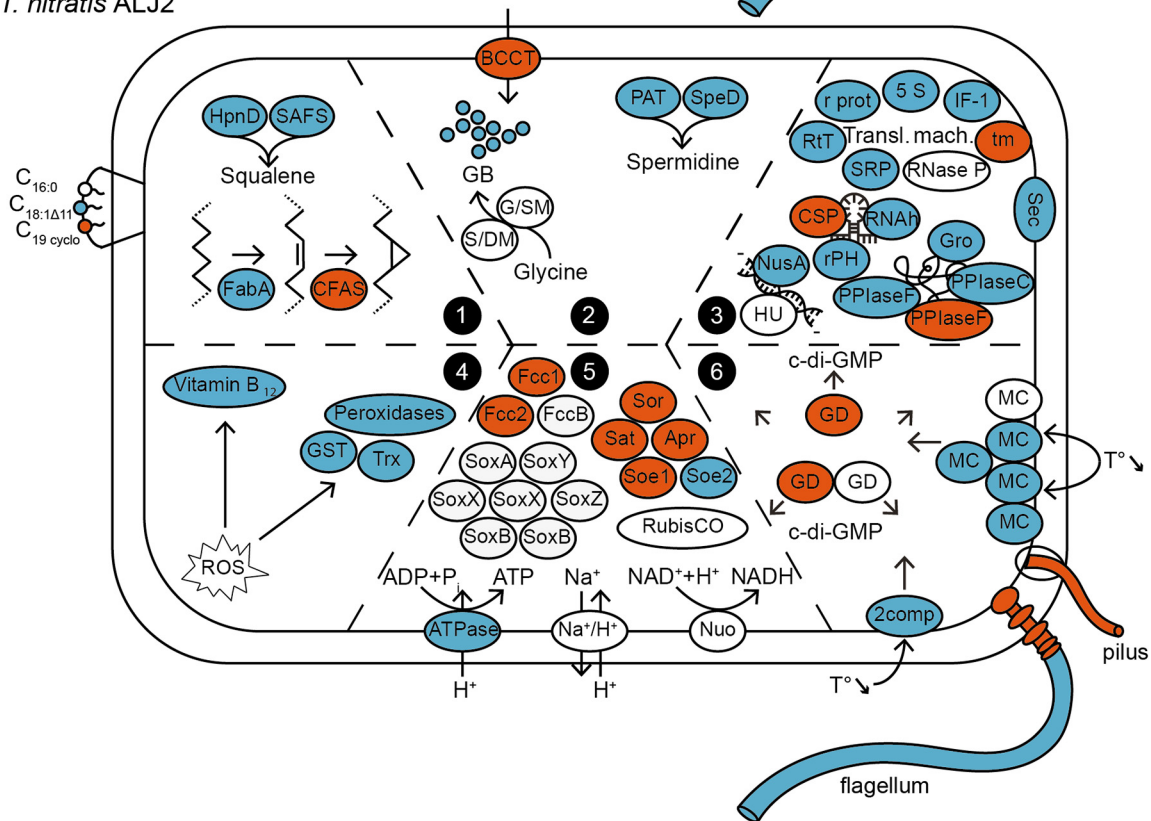 T. nitratis ALJ2
BCCT
HpnD SAFS
Squalene
C16:0
C18:1Δ11
C19 cyclo
FabA CFAS
GB
G/SM
S/DM
Glycine
PAT SpeD
Spermidine
r prot 5 S IF-1
RtT Transl. mach. tm
SRP RNase P
Sec
CSP RNAh
Gro
NusA rPH
PPIaseF PPIaseC
HU PPIaseF
1 2 3
4 5 6
Vitamin B12
Peroxidases
GST Trx
ROS
Fcc1
Fcc2 FccB
SoxA SoxY
SoxX SoxX SoxZ
SoxB SoxB
Sor
Sat Apr
Soe1 Soe2
RubisCO
ADP+Pi ATP
ATPase
H+
Na+
Na+/H+
H+
NAD++H+ NADH
Nuo
c-di-GMP
GD
GD GD
c-di-GMP
MC
MC
MC MC
MC
T°
2comp
T°
pilus
flagellum